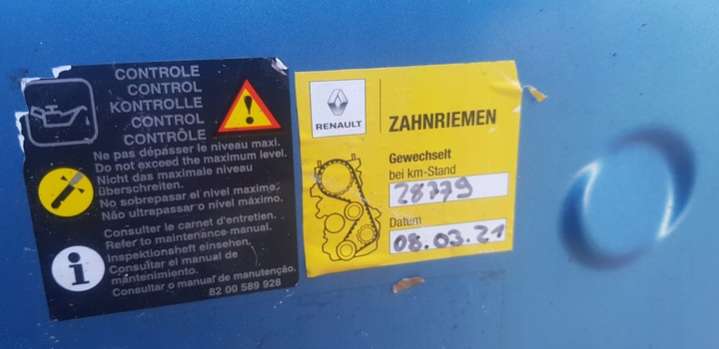 CONTROLE
CONTROL
KONTROLLE
CONTROL
CONTRÔLE
Ne pas dépasser le niveau maxi.
Do not exceed the maximum level.
Nicht das maximale niveau
überschreiten.
No sobrepasar el nivel maximo.
Não ultrapassar o nivel máximo.
Consulter le carnet d'entretien.
Refer to maintenance manual.
Inspektionsheft einsehen.
Consultar el manual de
mantenimiento.
Consultar o manual de manutenção.
82 00 589 928
RENAULT
ZAHNRIEMEN
Gewechselt
bei km-Stand
28779
Datum
08.03.21